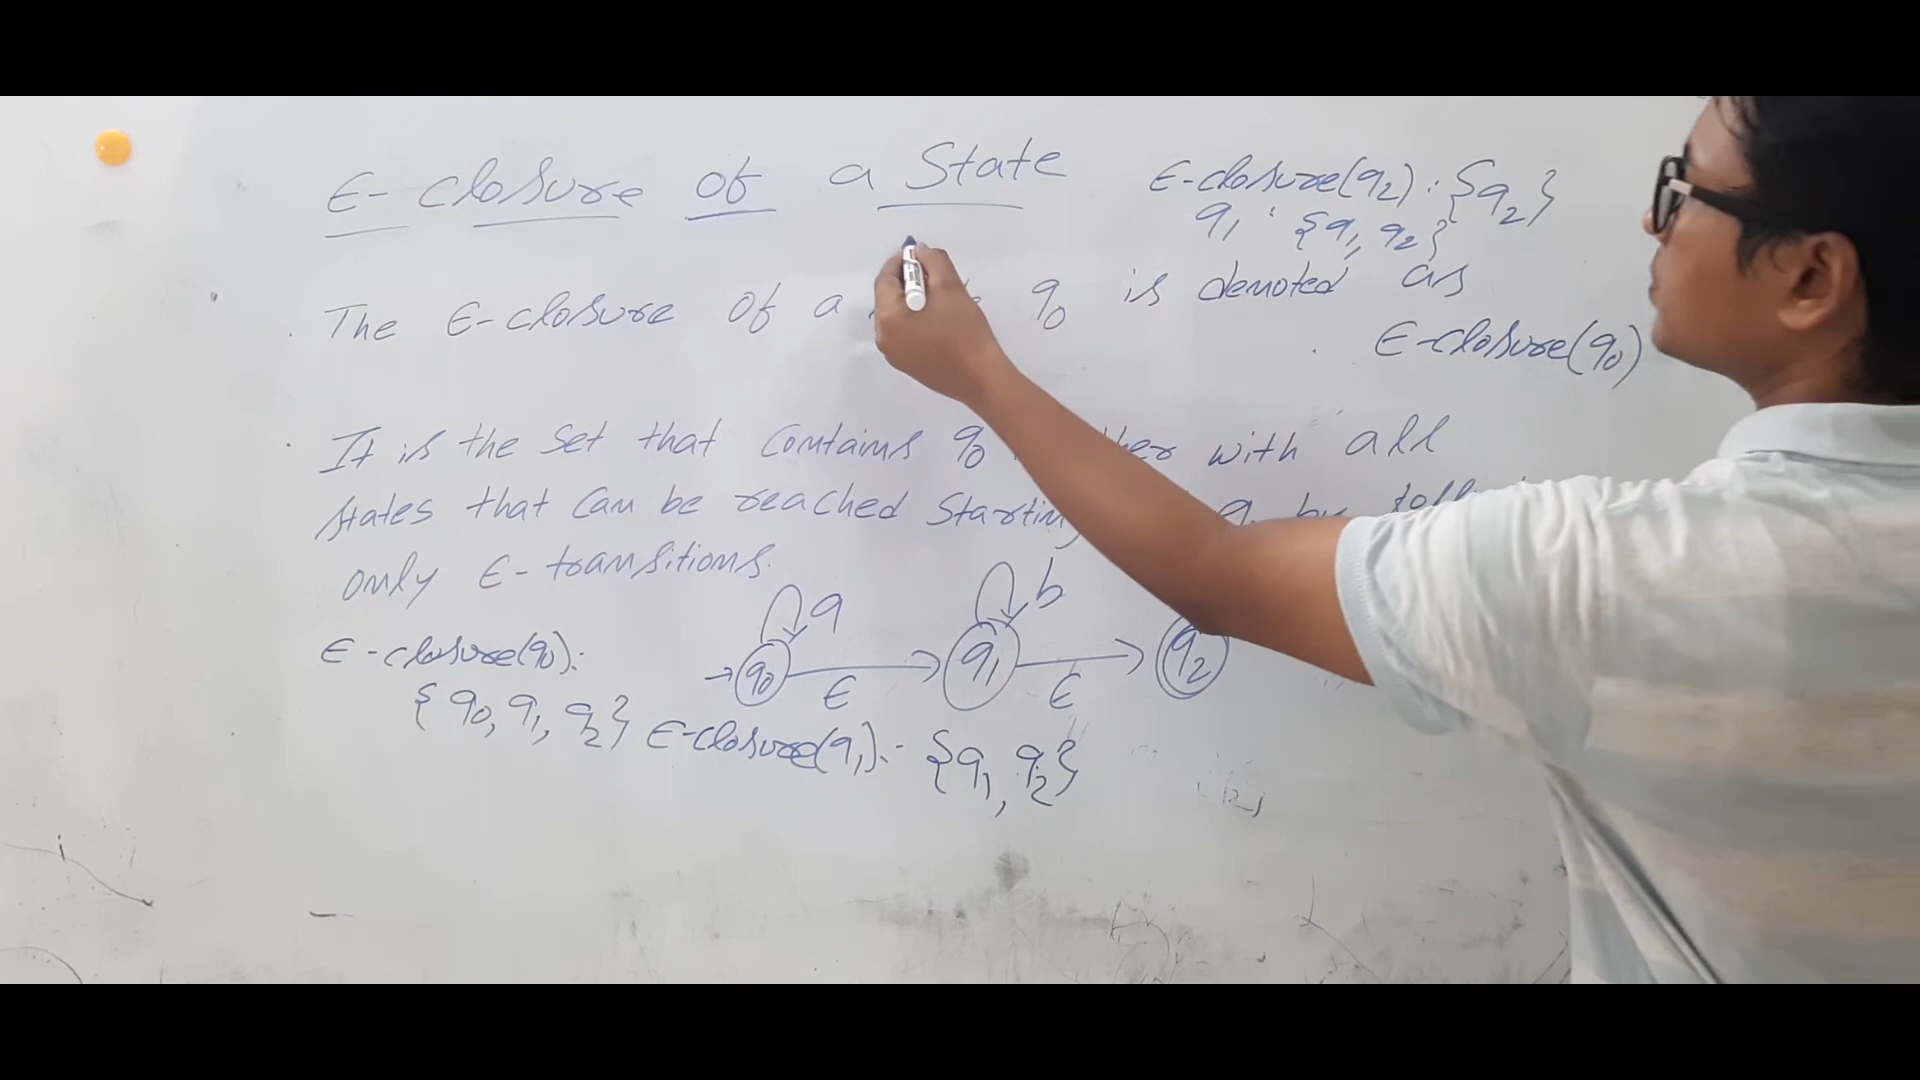 ϵ-closure of a State
ϵ-closure(q2): {q2}
q1: {q1, q2}
The ϵ-closure of a q0 is denoted as
ϵ-closure(q0)
It is the set that contains q0 with all
states that can be reached by
only ϵ-transitions.
a
b
ϵ-closure(q0):
q0
ϵ
q1
ϵ
q2
{q0, q1, q2}
ϵ-closure(q1):- {q1, q2}